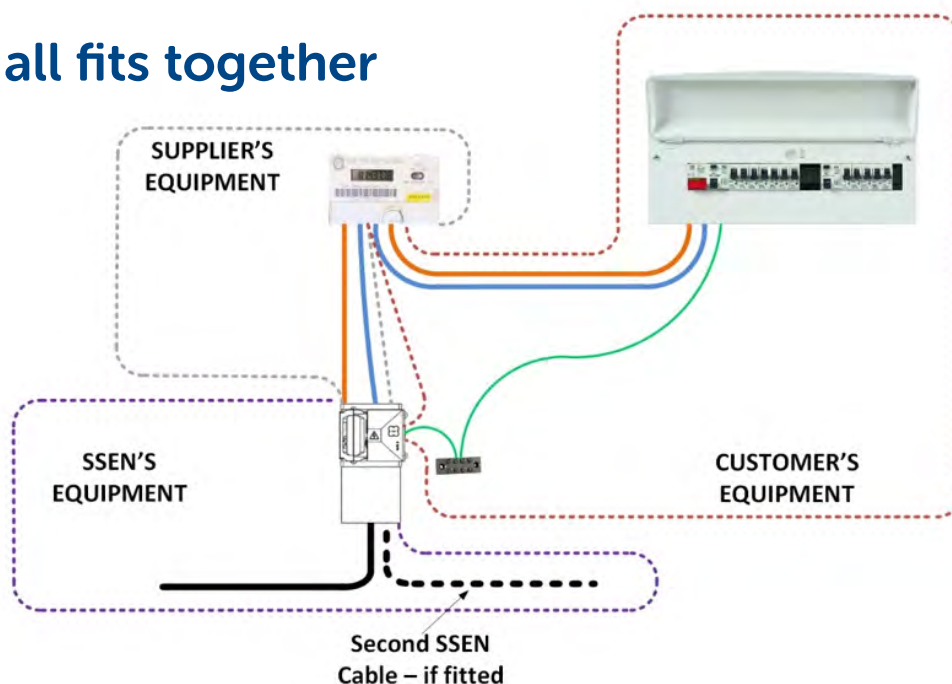 all fits together
SUPPLIER'S
EQUIPMENT
SSEN'S
EQUIPMENT
CUSTOMER'S
EQUIPMENT
Second SSEN
Cable – if fitted